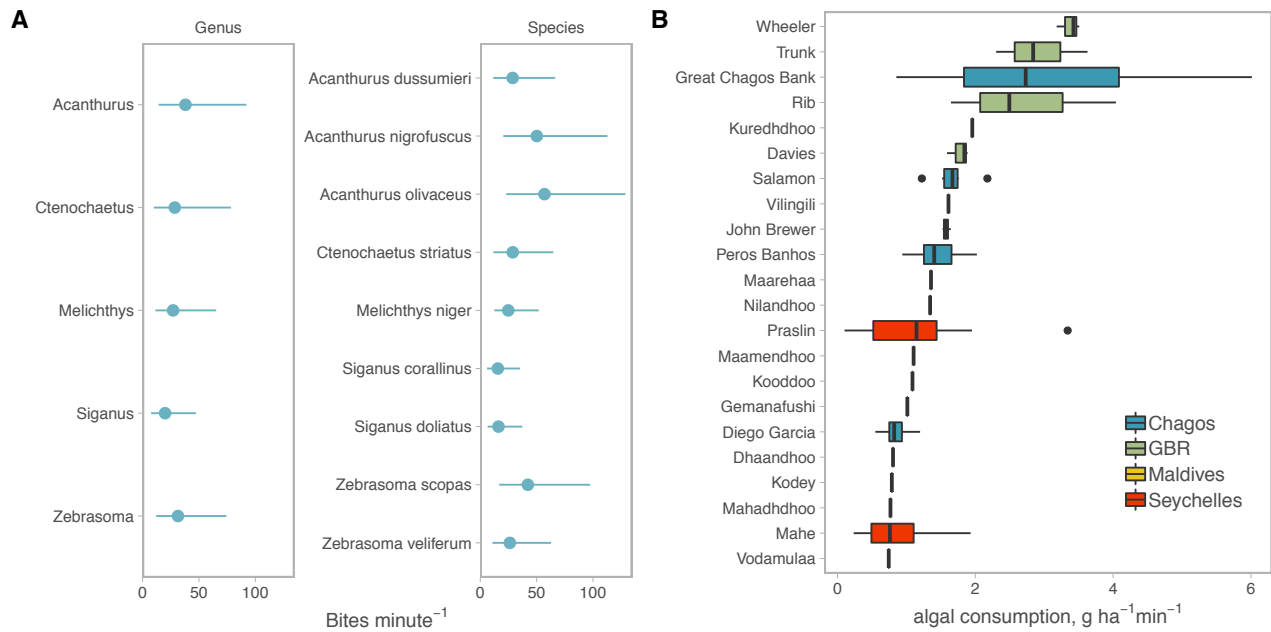 A
Genus
Acanthurus
Ctenochaetus
Melichthys
Siganus
Zebrasoma
0
50
100
Species
Acanthurus dussumieri
Acanthurus nigrofuscus
Acanthurus olivaceus
Ctenochaetus striatus
Melichthys niger
Siganus corallinus
Siganus doliatus
Zebrasoma scopas
Zebrasoma veliferum
0
50
100
Bites minute⁻¹
B
Wheeler
Trunk
Great Chagos Bank
Rib
Kuredhdhoo
Davies
Salamon
Vilingili
John Brewer
Peros Banhos
Maarehaa
Nilandhoo
Praslin
Maamendhoo
Kooddoo
Gemanafushi
Diego Garcia
Dhaandhoo
Kodey
Mahadhdhoo
Mahe
Vodamulaa
Chagos
GBR
Maldives
Seychelles
0
2
4
6
algal consumption, g ha⁻¹min⁻¹